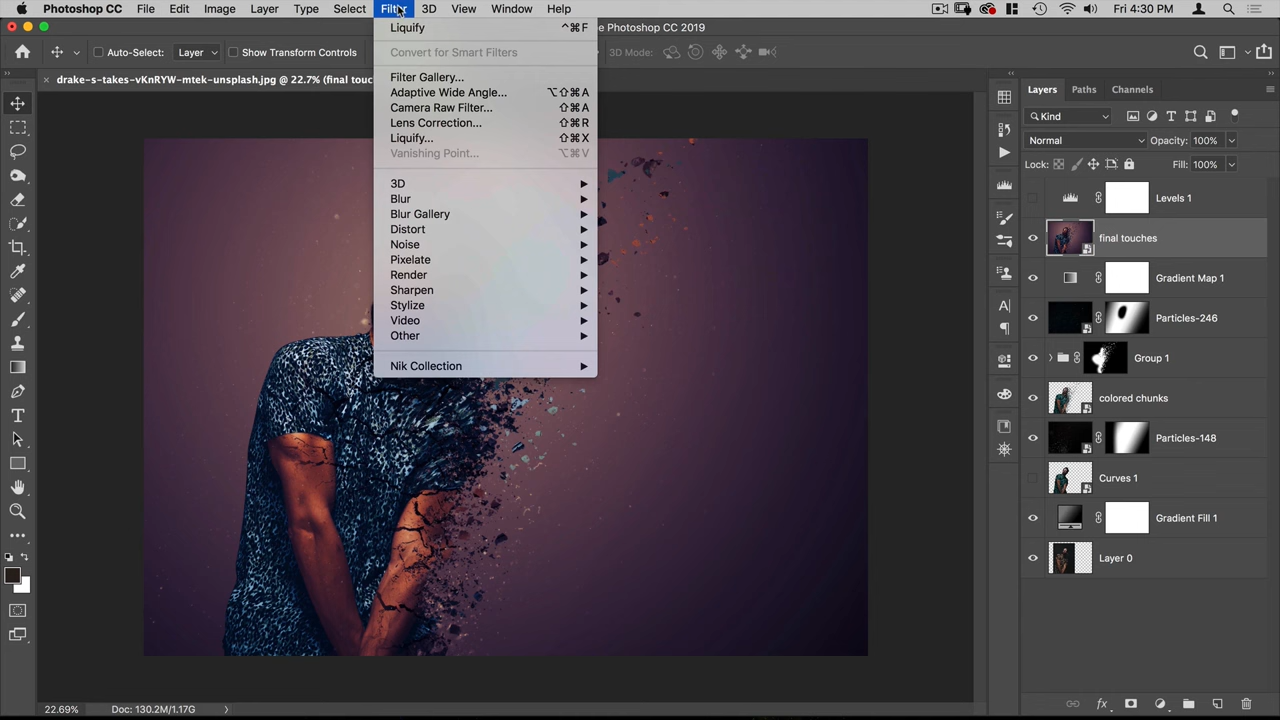 Photoshop CC File Edit Image Layer Type Select Filter 3D View Window Help Fri 4:30 PM
e Photoshop CC 2019
Auto-Select: Layer Show Transform Controls 3D Mode:
× drake-s-takes-vKnRYW-mtek-unsplash.jpg @ 22.7% (final touc
Liquify ^⌘F
Convert for Smart Filters
Filter Gallery...
Adaptive Wide Angle... ⌥⇧⌘A
Camera Raw Filter... ⇧⌘A
Lens Correction... ⇧⌘R
Liquify... ⇧⌘X
Vanishing Point... ⌥⌘V
3D
Blur
Blur Gallery
Distort
Noise
Pixelate
Render
Sharpen
Stylize
Video
Other
Nik Collection
Layers Paths Channels
Kind
Normal Opacity: 100%
Lock: Fill: 100%
Levels 1
final touches
Gradient Map 1
Particles-246
Group 1
colored chunks
Particles-148
Curves 1
Gradient Fill 1
Layer 0
22.69% Doc: 130.2M/1.17G